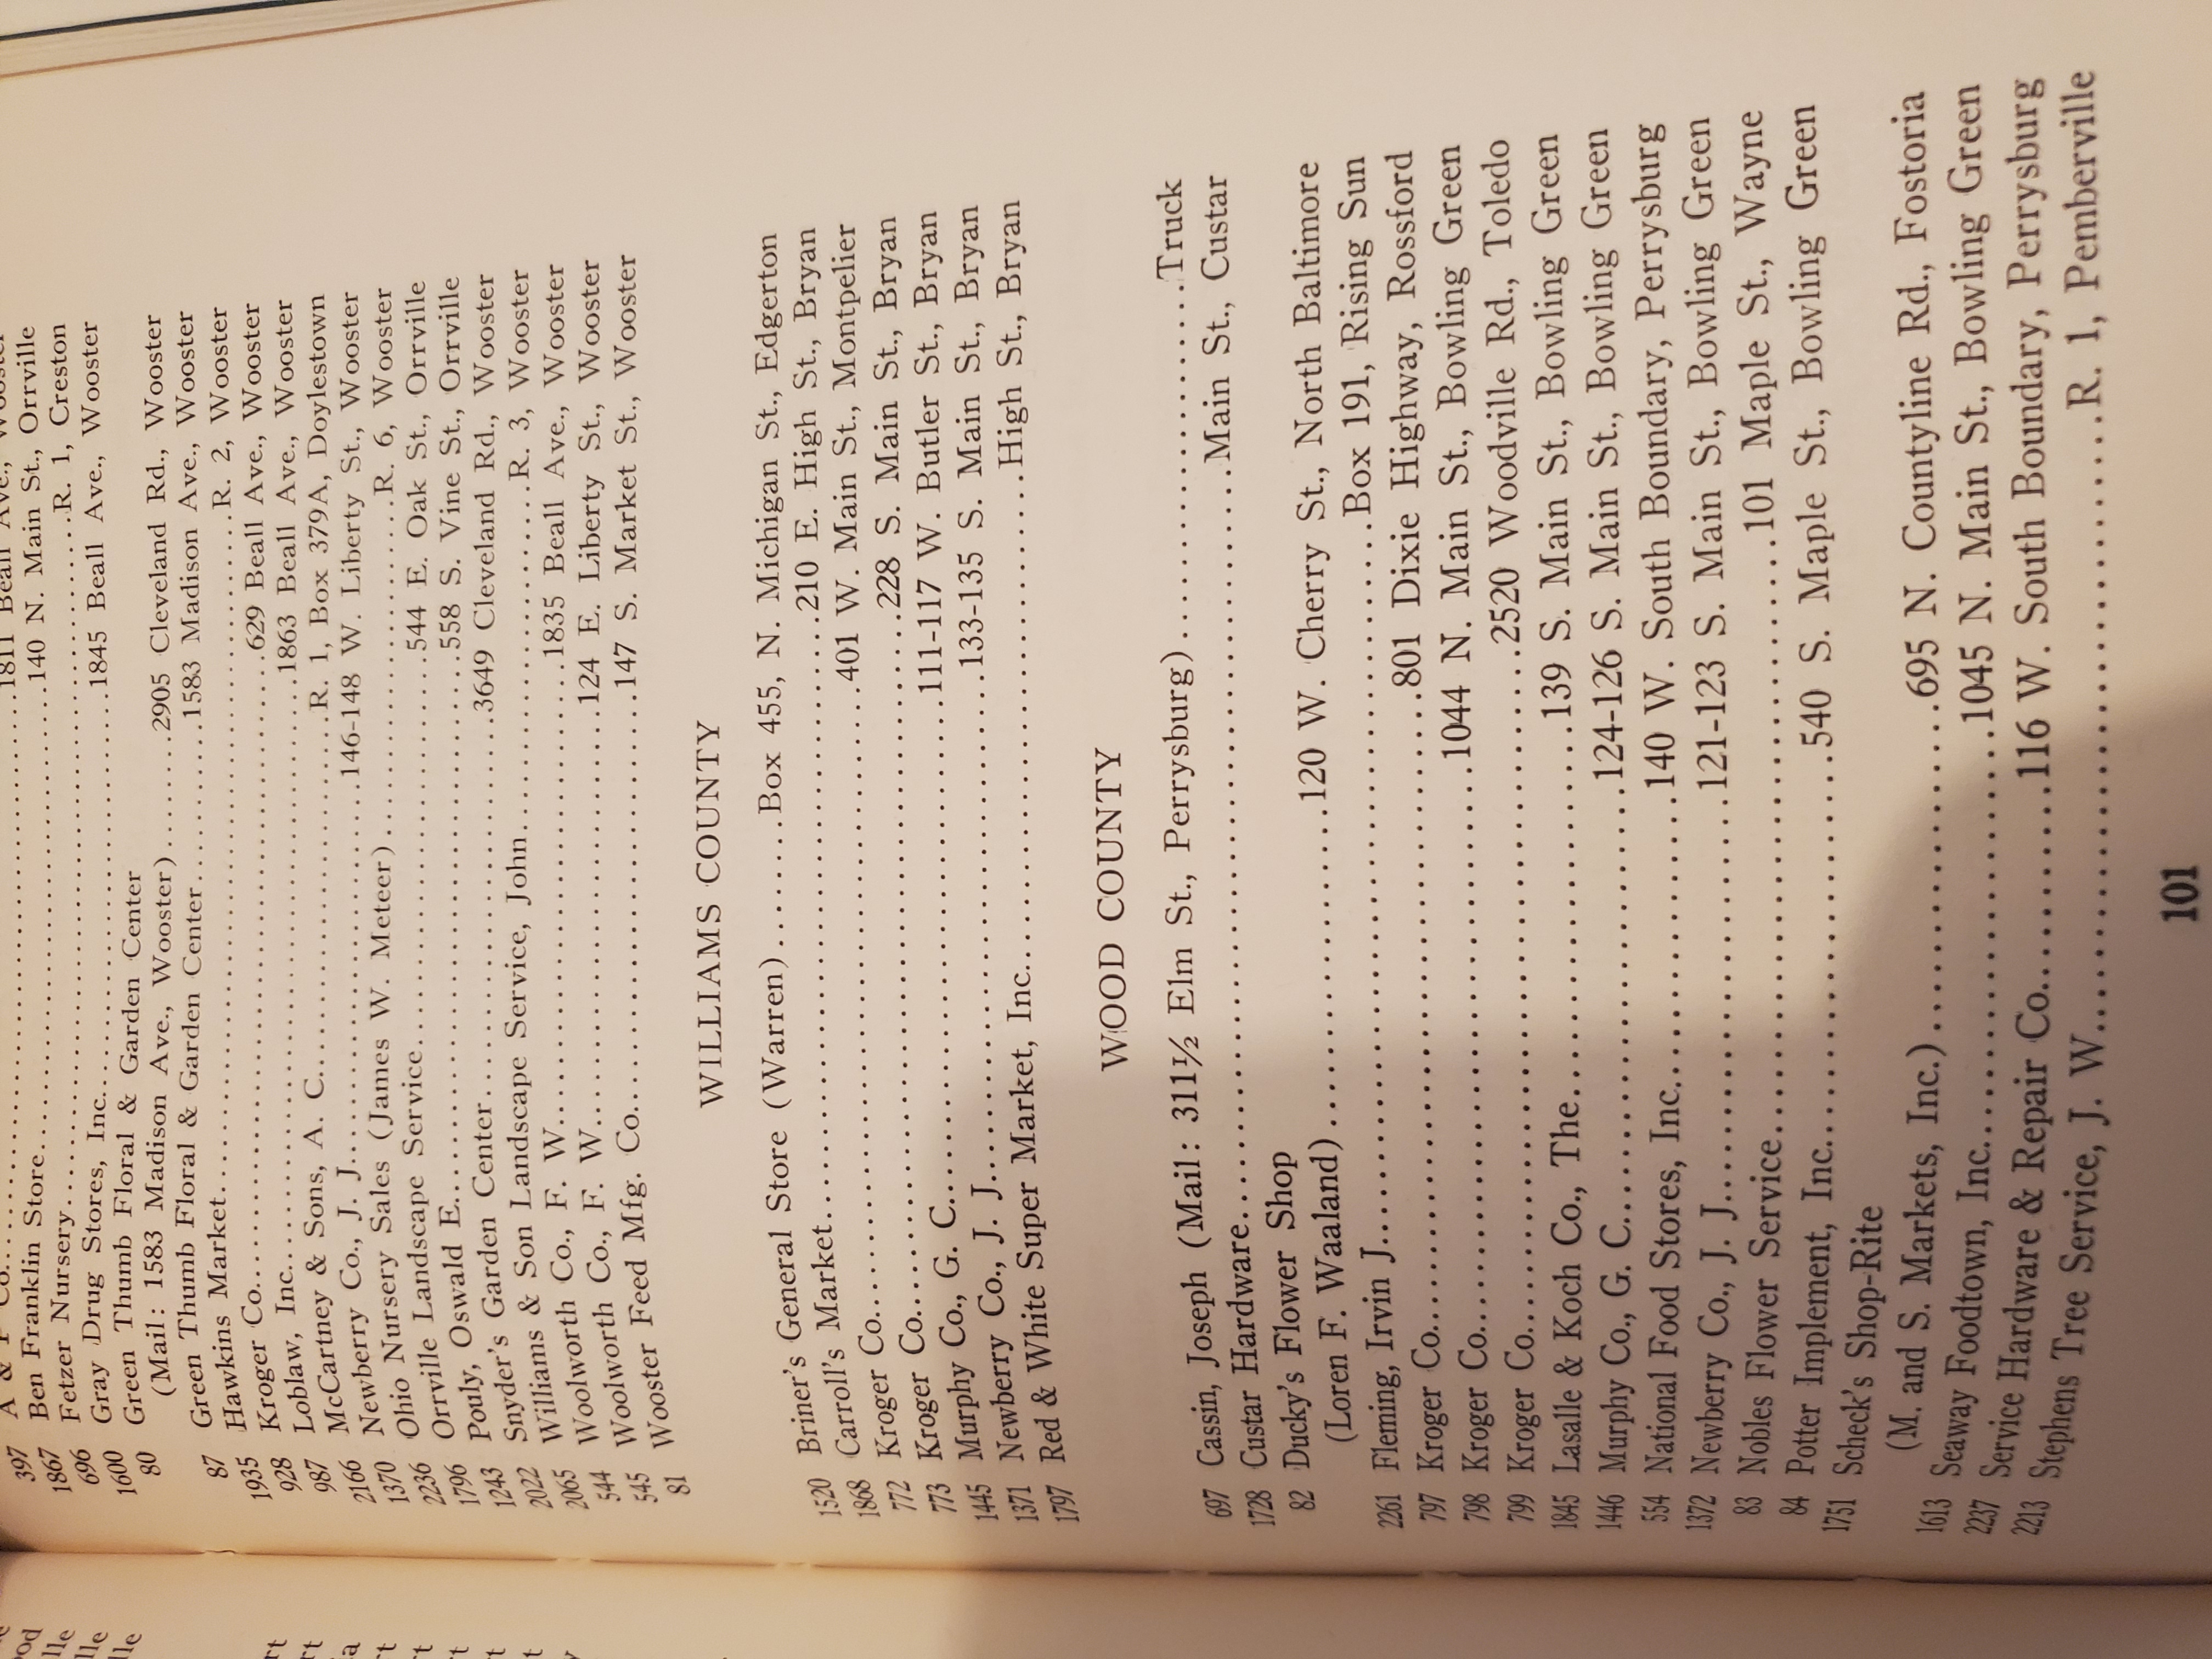 397 A & P Co. 1811 Beall Ave., Wooster
1867 Ben Franklin Store 140 N. Main St., Orrville
696 Fetzer Nursery R. 1, Creston
1600 Gray Drug Stores, Inc. 1845 Beall Ave., Wooster
80 Green Thumb Floral & Garden Center
(Mail: 1583 Madison Ave., Wooster) 2905 Cleveland Rd., Wooster
87 Green Thumb Floral & Garden Center 1583 Madison Ave., Wooster
1935 Hawkins Market R. 2, Wooster
928 Kroger Co. 629 Beall Ave., Wooster
987 Loblaw, Inc. 1863 Beall Ave., Wooster
2166 McCartney & Sons, A. C. R. 1, Box 379A, Doylestown
1370 Newberry Co., J. J. 146-148 W. Liberty St., Wooster
2236 Ohio Nursery Sales (James W. Meteer) R. 6, Wooster
1796 Orrville Landscape Service 544 E. Oak St., Orrville
1243 Pouly, Oswald E. 558 S. Vine St., Orrville
2022 Snyder's Garden Center 3649 Cleveland Rd., Wooster
2065 Williams & Son Landscape Service, John R. 3, Wooster
544 Woolworth Co., F. W. 1835 Beall Ave., Wooster
545 Woolworth Co., F. W. 124 E. Liberty St., Wooster
81 Wooster Feed Mfg. Co. 147 S. Market St., Wooster
WILLIAMS COUNTY
1520 Briner's General Store (Warren) Box 455, N. Michigan St., Edgerton
1868 Carroll's Market 210 E. High St., Bryan
772 Kroger Co. 401 W. Main St., Montpelier
773 Kroger Co. 228 S. Main St., Bryan
1445 Murphy Co., G. C. 111-117 W. Butler St., Bryan
1371 Newberry Co., J. J. 133-135 S. Main St., Bryan
1797 Red & White Super Market, Inc. High St., Bryan
WOOD COUNTY
697 Cassin, Joseph (Mail: 311½ Elm St., Perrysburg) Truck
1728 Custar Hardware Main St., Custar
82 Ducky's Flower Shop
(Loren F. Waaland) 120 W. Cherry St., North Baltimore
2261 Fleming, Irvin J. Box 191, Rising Sun
797 Kroger Co. 801 Dixie Highway, Rossford
798 Kroger Co. 1044 N. Main St., Bowling Green
799 Kroger Co. 2520 Woodville Rd., Toledo
1845 Lasalle & Koch Co., The 139 S. Main St., Bowling Green
1446 Murphy Co., G. C. 124-126 S. Main St., Bowling Green
554 National Food Stores, Inc. 140 W. South Boundary, Perrysburg
1372 Newberry Co., J. J. 121-123 S. Main St., Bowling Green
83 Nobles Flower Service 101 Maple St., Wayne
84 Potter Implement, Inc. 540 S. Maple St., Bowling Green
1751 Scheck's Shop-Rite
(M. and S. Markets, Inc.) 695 N. Countyline Rd., Fostoria
1613 Seaway Foodtown, Inc. 1045 N. Main St., Bowling Green
2237 Service Hardware & Repair Co. 116 W. South Boundary, Perrysburg
2213 Stephens Tree Service, J. W. R. 1, Pemberville
101